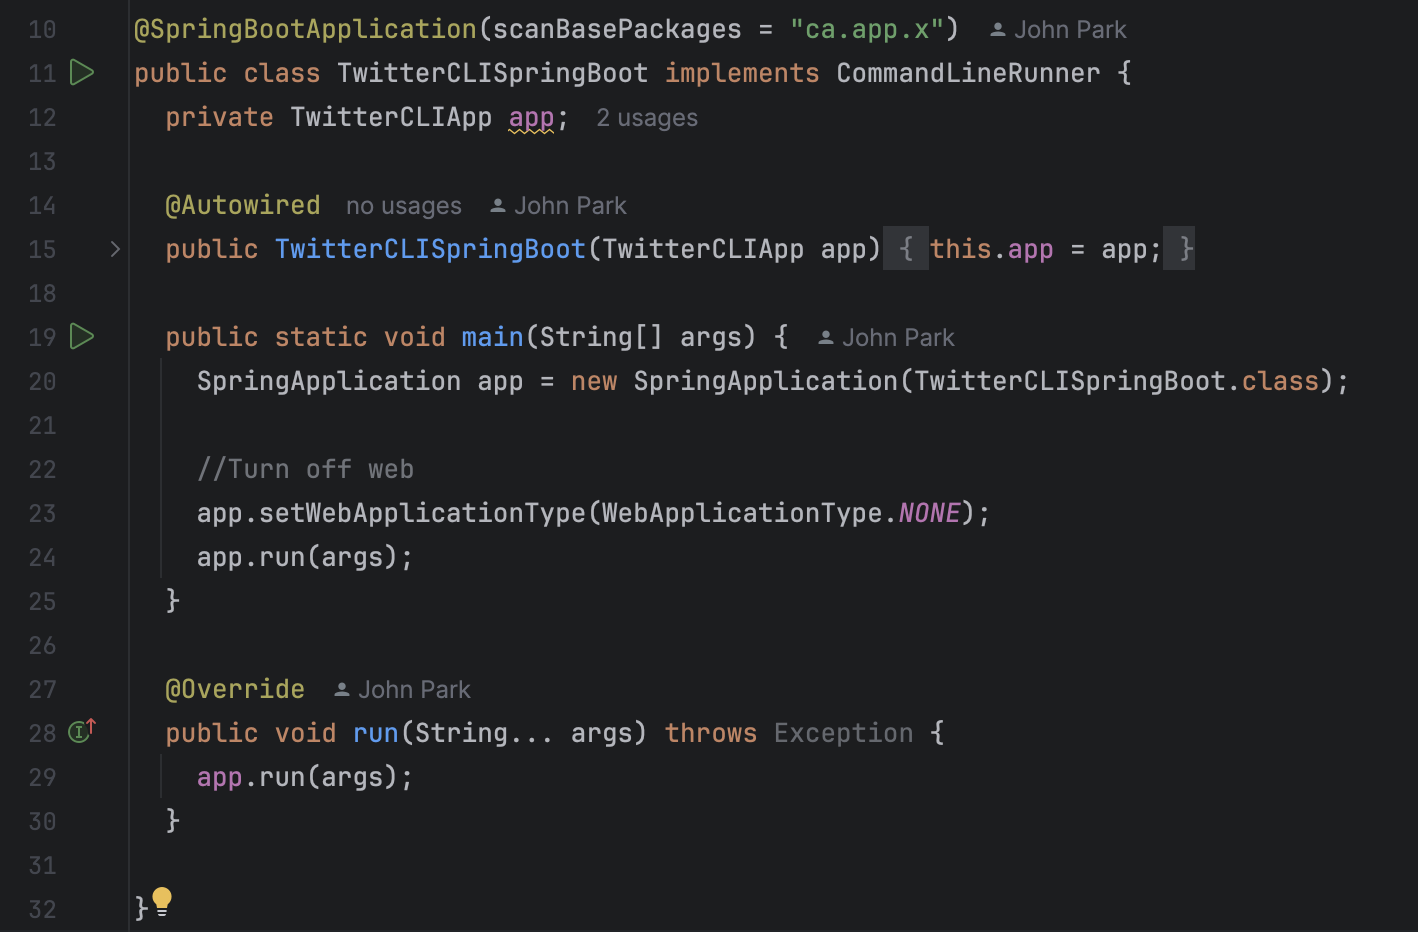 10 @SpringBootApplication(scanBasePackages = "ca.app.x") John Park
11 public class TwitterCLISpringBoot implements CommandLineRunner {
12 private TwitterCLIApp app; 2 usages
13
14 @Autowired no usages John Park
15 public TwitterCLISpringBoot(TwitterCLIApp app) { this.app = app; }
18
19 public static void main(String[] args) { John Park
20 SpringApplication app = new SpringApplication(TwitterCLISpringBoot.class);
21
22 //Turn off web
23 app.setWebApplicationType(WebApplicationType.NONE);
24 app.run(args);
25 }
26
27 @Override John Park
28 public void run(String... args) throws Exception {
29 app.run(args);
30 }
31
32 }